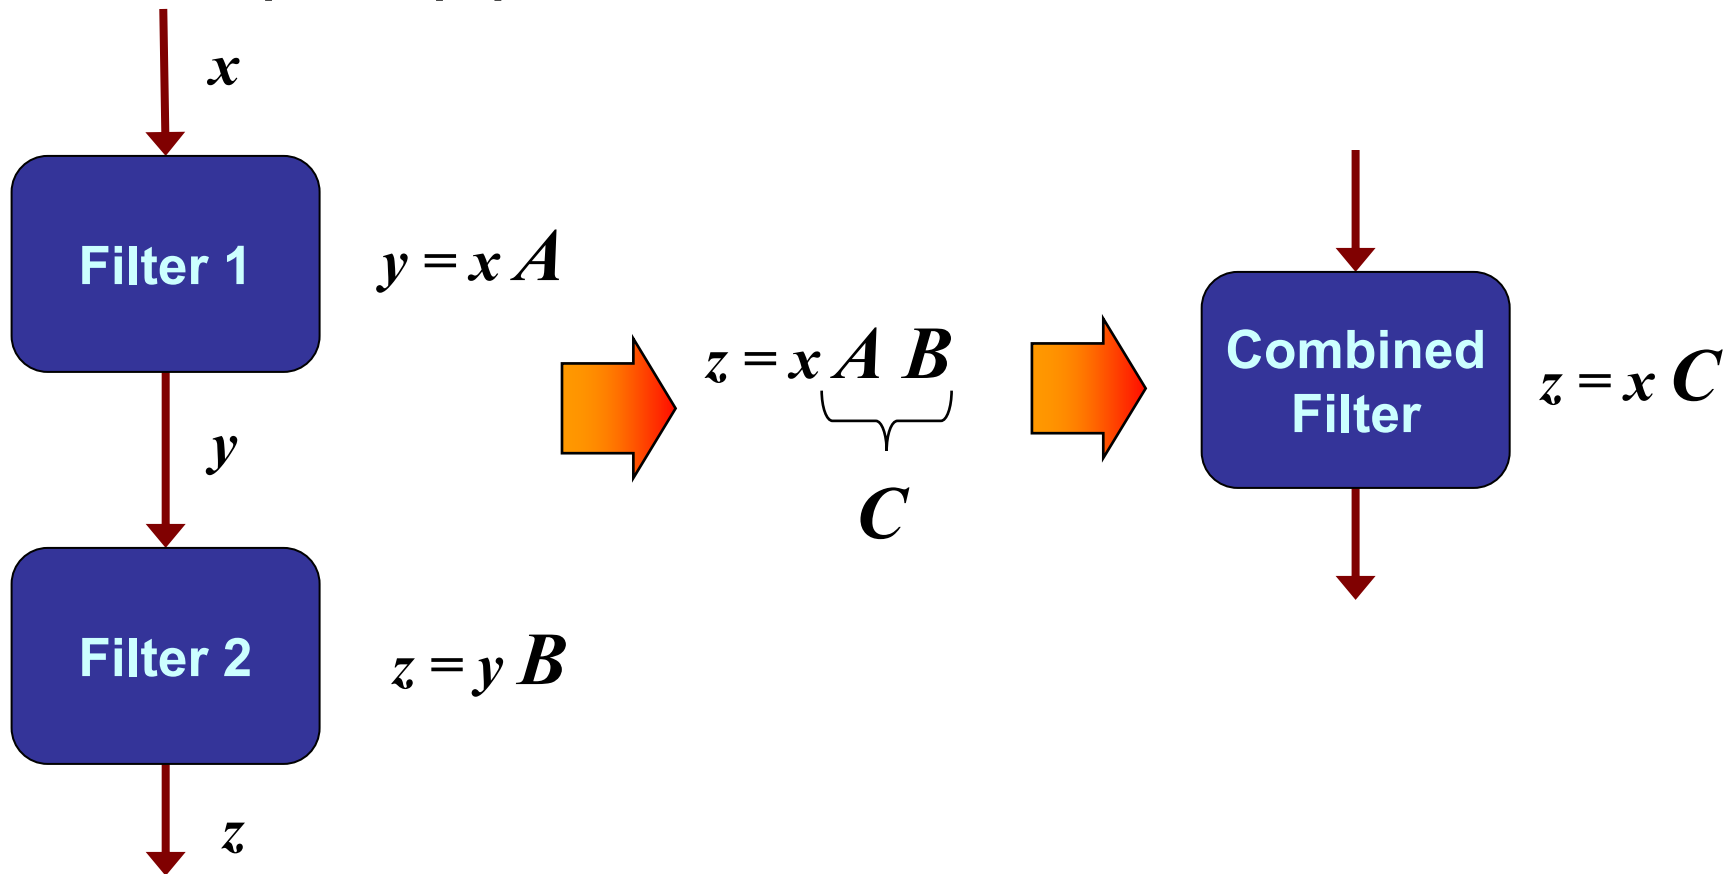 x
Filter 1
y = x A
y
Filter 2
z = y B
z
z = x A B
C
Combined
Filter
z = x C